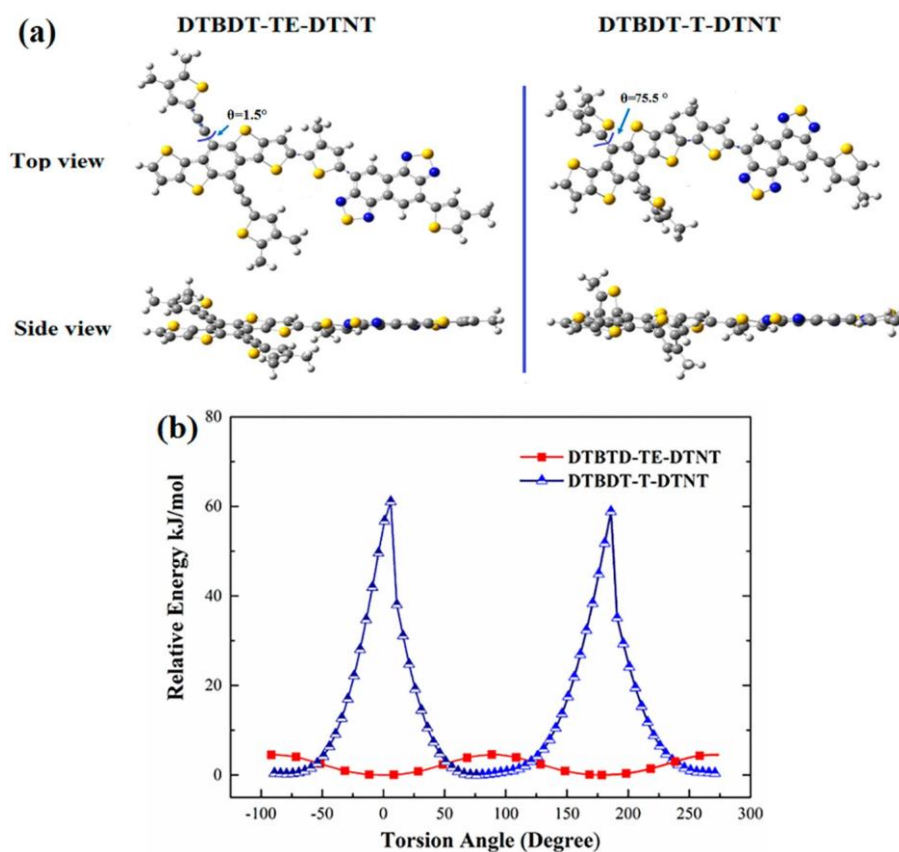 (a)
DTBDT-TE-DTNT
DTBDT-T-DTNT
θ=1.5°
θ=75.5 °
Top view
Side view
(b)
80
60
40
20
0
Relative Energy kJ/mol
DTBTD-TE-DTNT
DTBDT-T-DTNT
-100 -50 0 50 100 150 200 250 300
Torsion Angle (Degree)